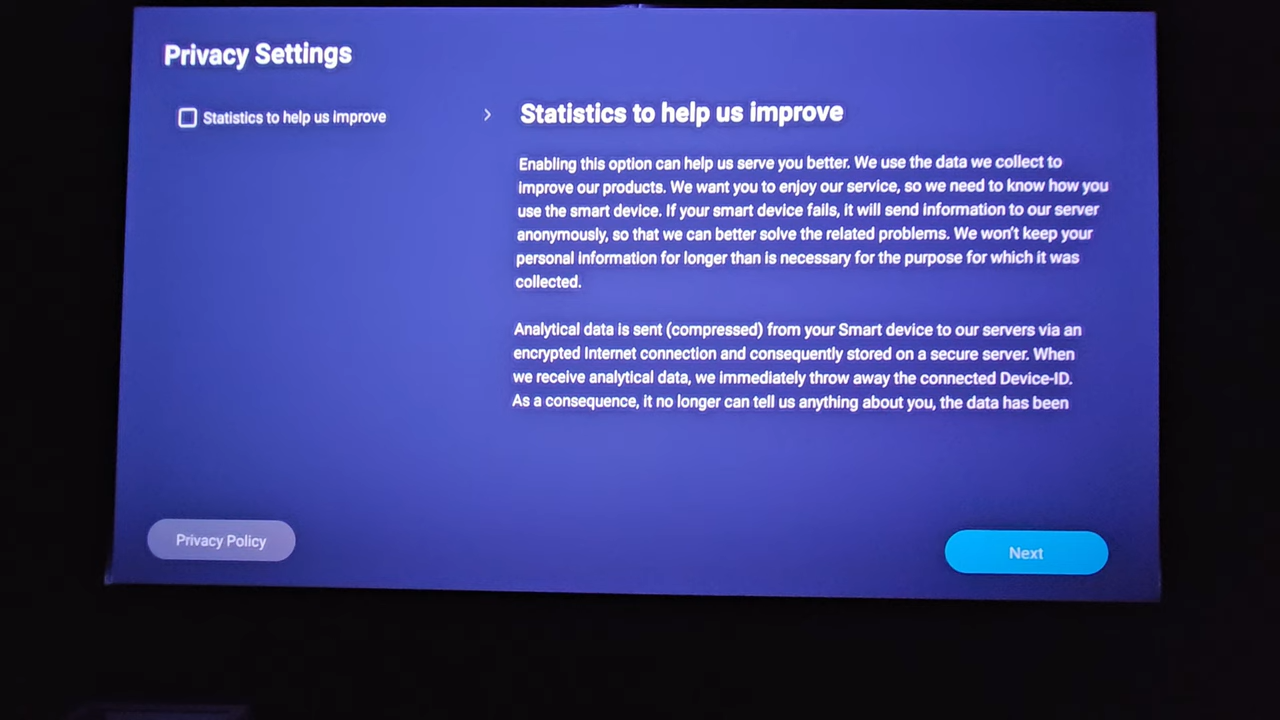 Privacy Settings
Statistics to help us improve
Statistics to help us improve
Enabling this option can help us serve you better. We use the data we collect to
improve our products. We want you to enjoy our service, so we need to know how you
use the smart device. If your smart device fails, it will send information to our server
anonymously, so that we can better solve the related problems. We won't keep your
personal information for longer than is necessary for the purpose for which it was
collected.
Analytical data is sent (compressed) from your Smart device to our servers via an
encrypted Internet connection and consequently stored on a secure server. When
we receive analytical data, we immediately throw away the connected Device-ID.
As a consequence, it no longer can tell us anything about you, the data has been
Privacy Policy
Next